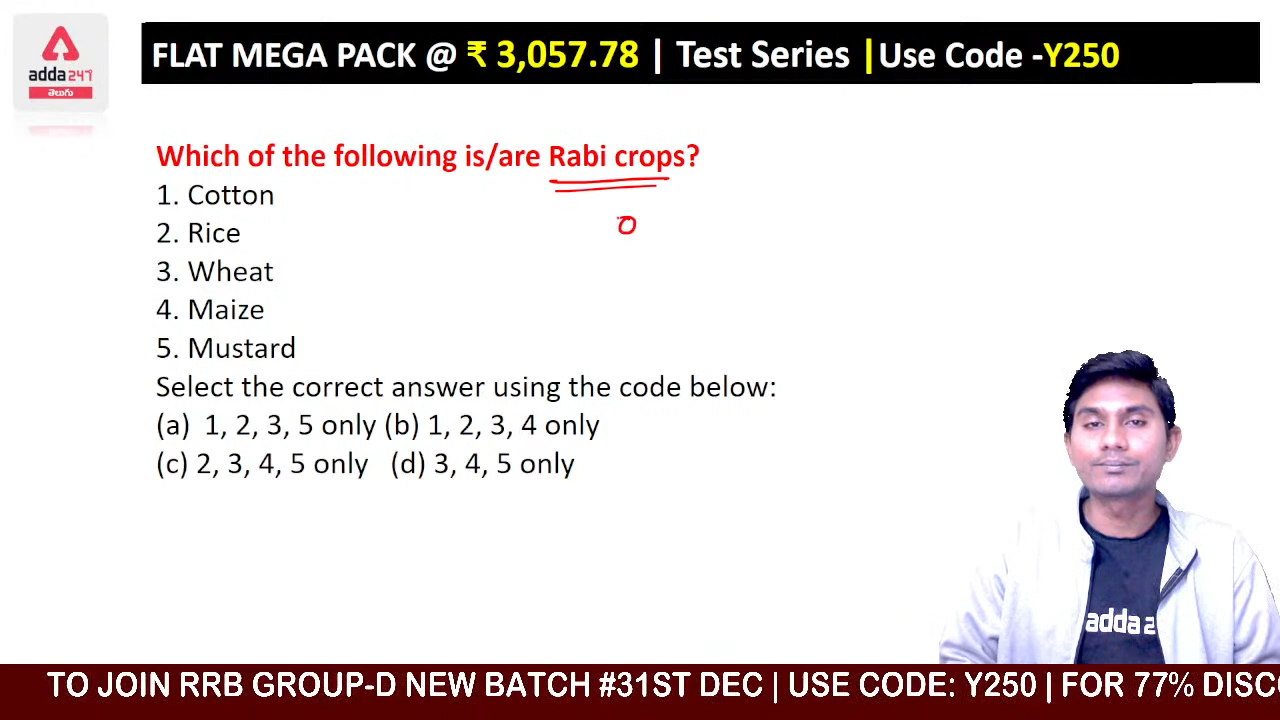 adda247
తెలుగు
FLAT MEGA PACK @ ₹ 3,057.78 | Test Series |Use Code -Y250
Which of the following is/are Rabi crops?
1. Cotton
2. Rice
3. Wheat
4. Maize
5. Mustard
Select the correct answer using the code below:
(a) 1, 2, 3, 5 only (b) 1, 2, 3, 4 only
(c) 2, 3, 4, 5 only (d) 3, 4, 5 only
adda 2
TO JOIN RRB GROUP-D NEW BATCH #31ST DEC | USE CODE: Y250 | FOR 77% DISC